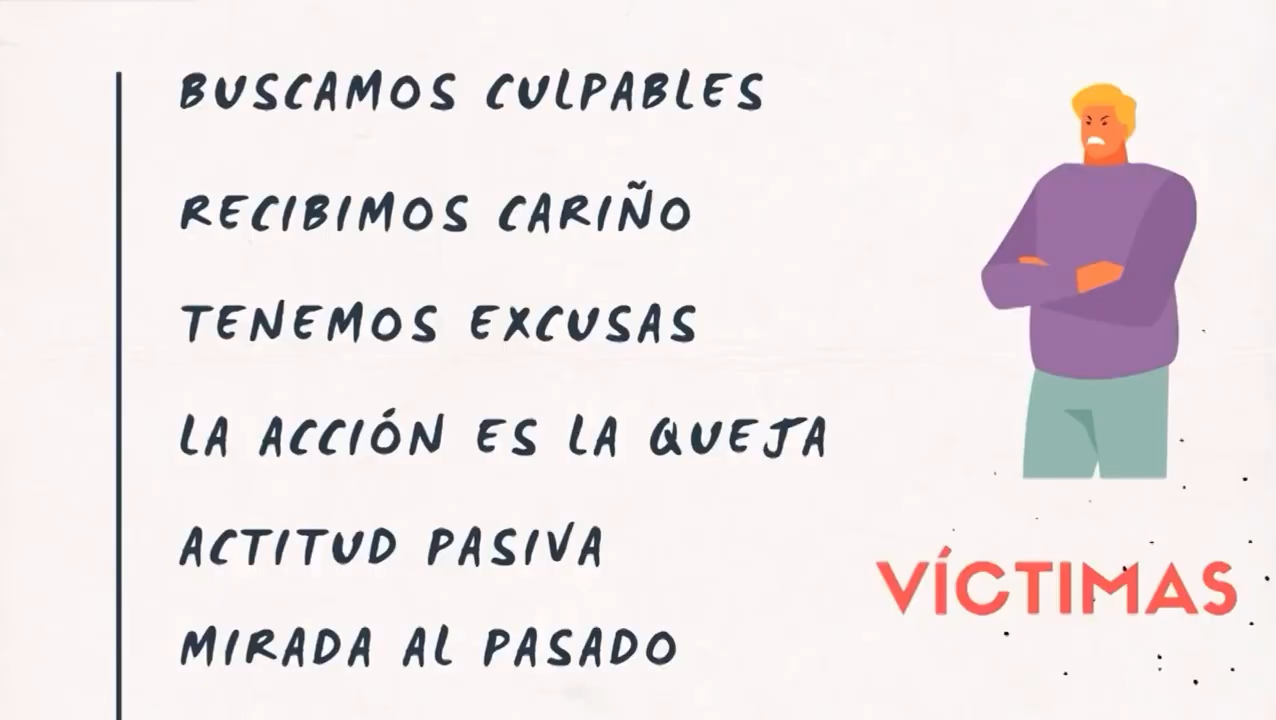 BUSCAMOS CULPABLES
RECIBIMOS CARIÑO
TENEMOS EXCUSAS
LA ACCIÓN ES LA QUEJA
ACTITUD PASIVA
MIRADA AL PASADO
VÍCTIMAS